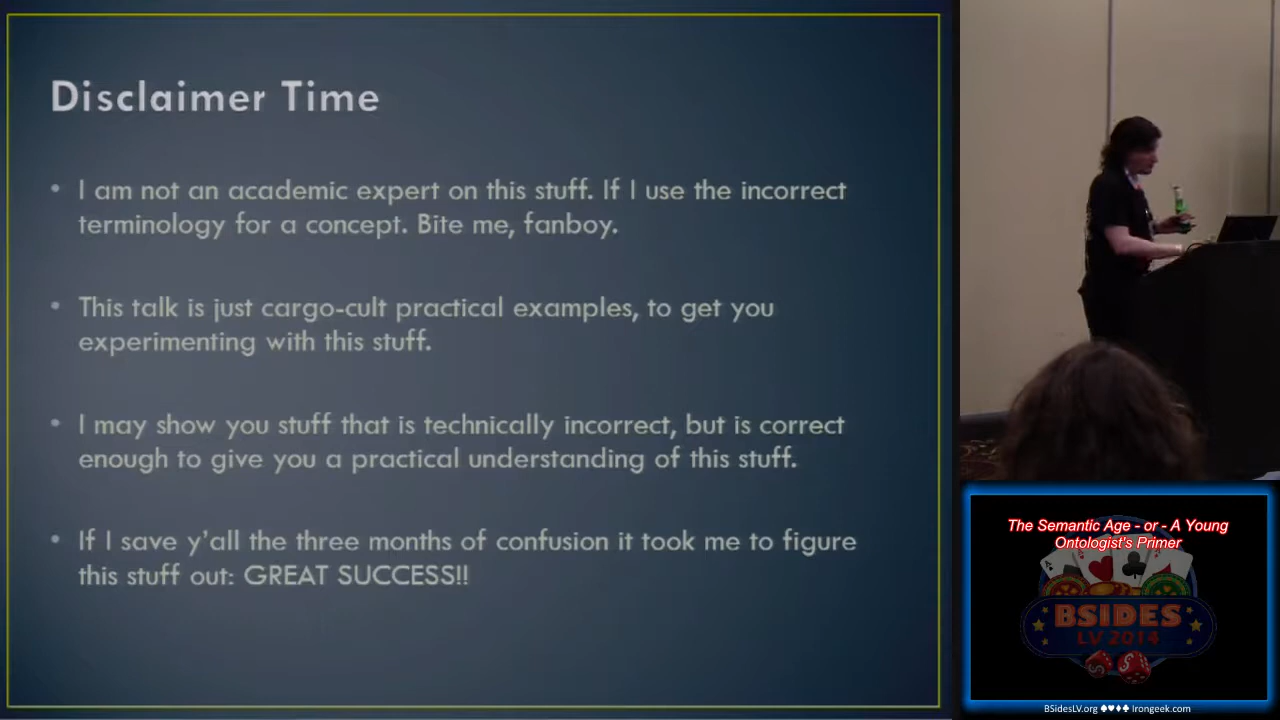 Disclaimer Time
• I am not an academic expert on this stuff. If I use the incorrect
terminology for a concept. Bite me, fanboy.
• This talk is just cargo-cult practical examples, to get you
experimenting with this stuff.
• I may show you stuff that is technically incorrect, but is correct
enough to give you a practical understanding of this stuff.
• If I save y'all the three months of confusion it took me to figure
this stuff out: GREAT SUCCESS!!
The Semantic Age - or - A Young
Ontologist's Primer
BSIDES
LV 2014
BSidesLV.org ♠♥♦♣ Irongeek.com